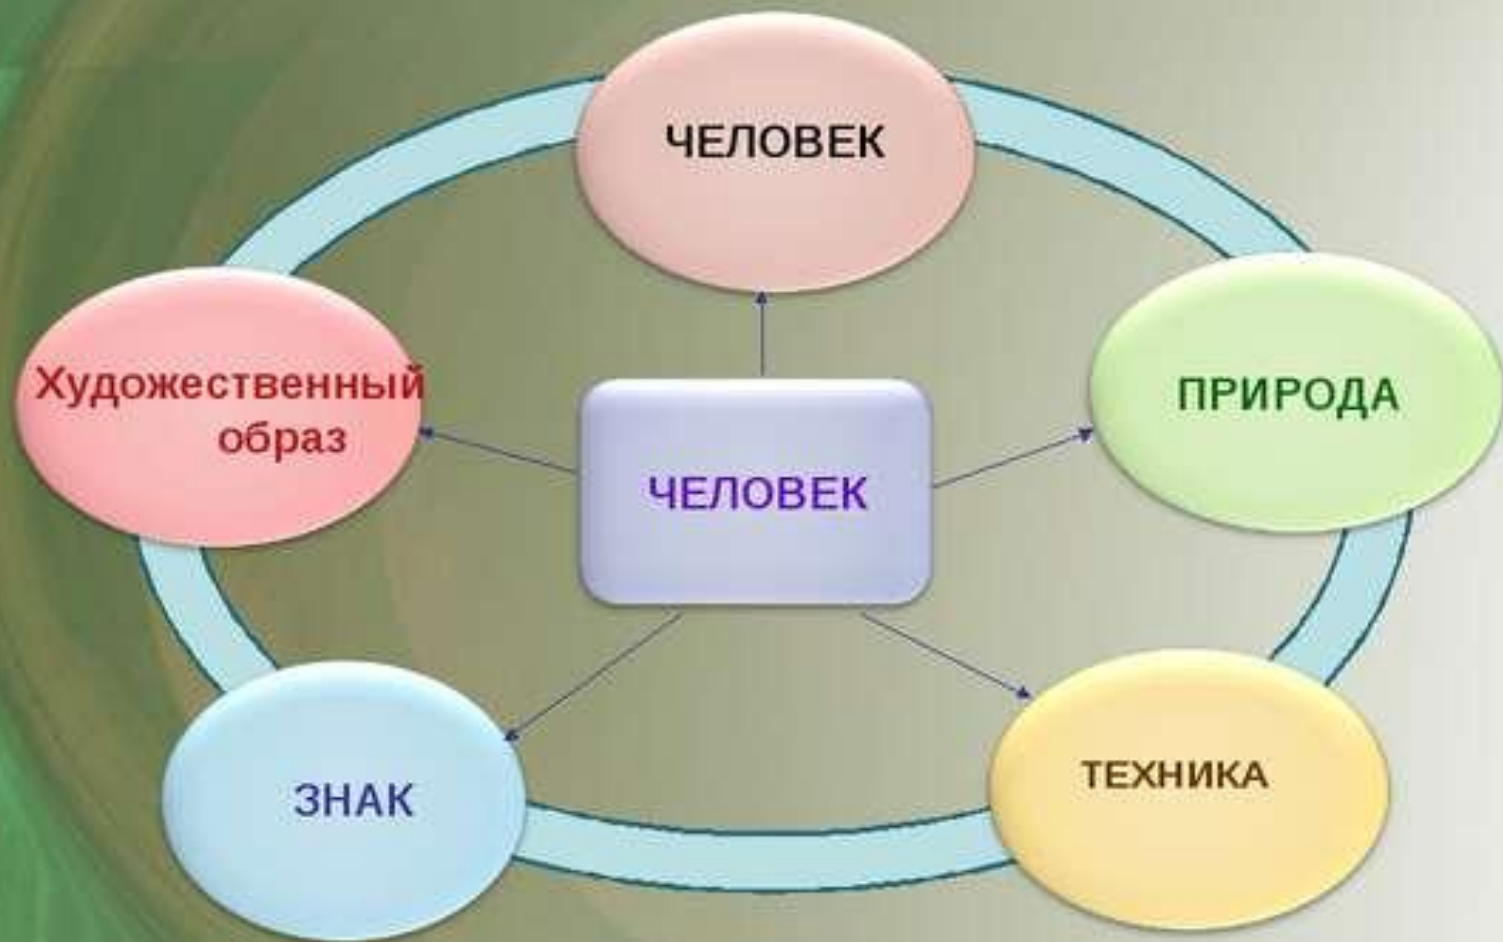 ЧЕЛОВЕК
Художественный
образ
ПРИРОДА
ЧЕЛОВЕК
ЗНАК
ТЕХНИКА